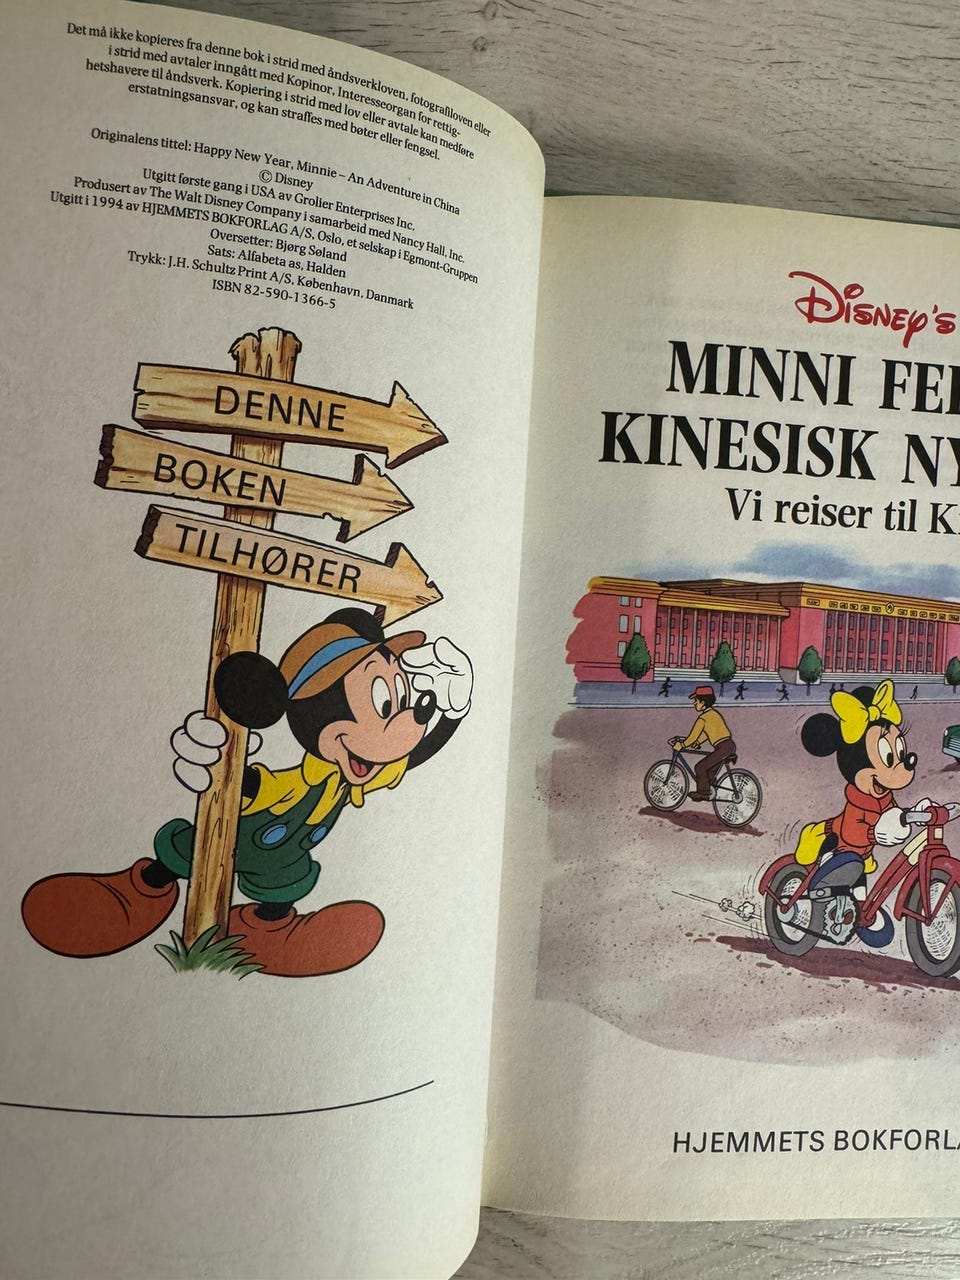 Det må ikke kopieres fra denne bok i strid med åndsverkloven, fotografiloven eller
i strid med avtaler inngått med Kopinor, Interesseorgan for rettig-
hetshavere til åndsverk. Kopiering i strid med lov eller avtale kan medføre
erstatningsansvar, og kan straffes med bøter eller fengsel.
Originalens tittel: Happy New Year, Minnie – An Adventure in China
© Disney
Utgitt første gang i USA av Grolier Enterprises Inc.
Produsert av The Walt Disney Company i samarbeid med Nancy Hall, Inc.
Utgitt i 1994 av HJEMMETS BOKFORLAG A/S, Oslo, et selskap i Egmont-Gruppen
Oversetter: Bjørg Søland
Sats: Alfabeta as, Halden
Trykk: J.H. Schultz Print A/S, København, Danmark
ISBN 82-590-1366-5
DENNE
BOKEN
TILHØRER
Disney's
MINNI FE
KINESISK NY
Vi reiser til Ki
HJEMMETS BOKFORLA